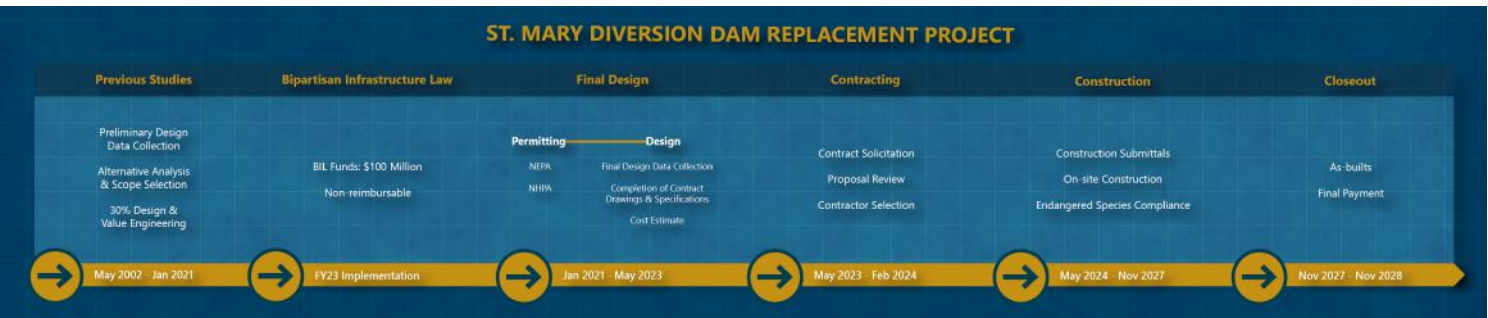 ST. MARY DIVERSION DAM REPLACEMENT PROJECT
Previous Studies
Preliminary Design
Data Collection
Alternative Analysis
& Scope Selection
30% Design &
Value Engineering
May 2002 - Jan 2021
Bipartisan Infrastructure Law
BIL Funds: $100 Million
Non-reimbursable
FY23 Implementation
Final Design
Permitting
NEPA
NHPA
Design
Final Design Data Collection
Completion of Contract
Drawings & Specifications
Cost Estimate
Jan 2021 - May 2023
Contracting
Contract Solicitation
Proposal Review
Contractor Selection
May 2023 - Feb 2024
Construction
Construction Submittals
On-site Construction
Endangered Species Compliance
May 2024 - Nov 2027
Closeout
As-builts
Final Payment
Nov 2027 - Nov 2028